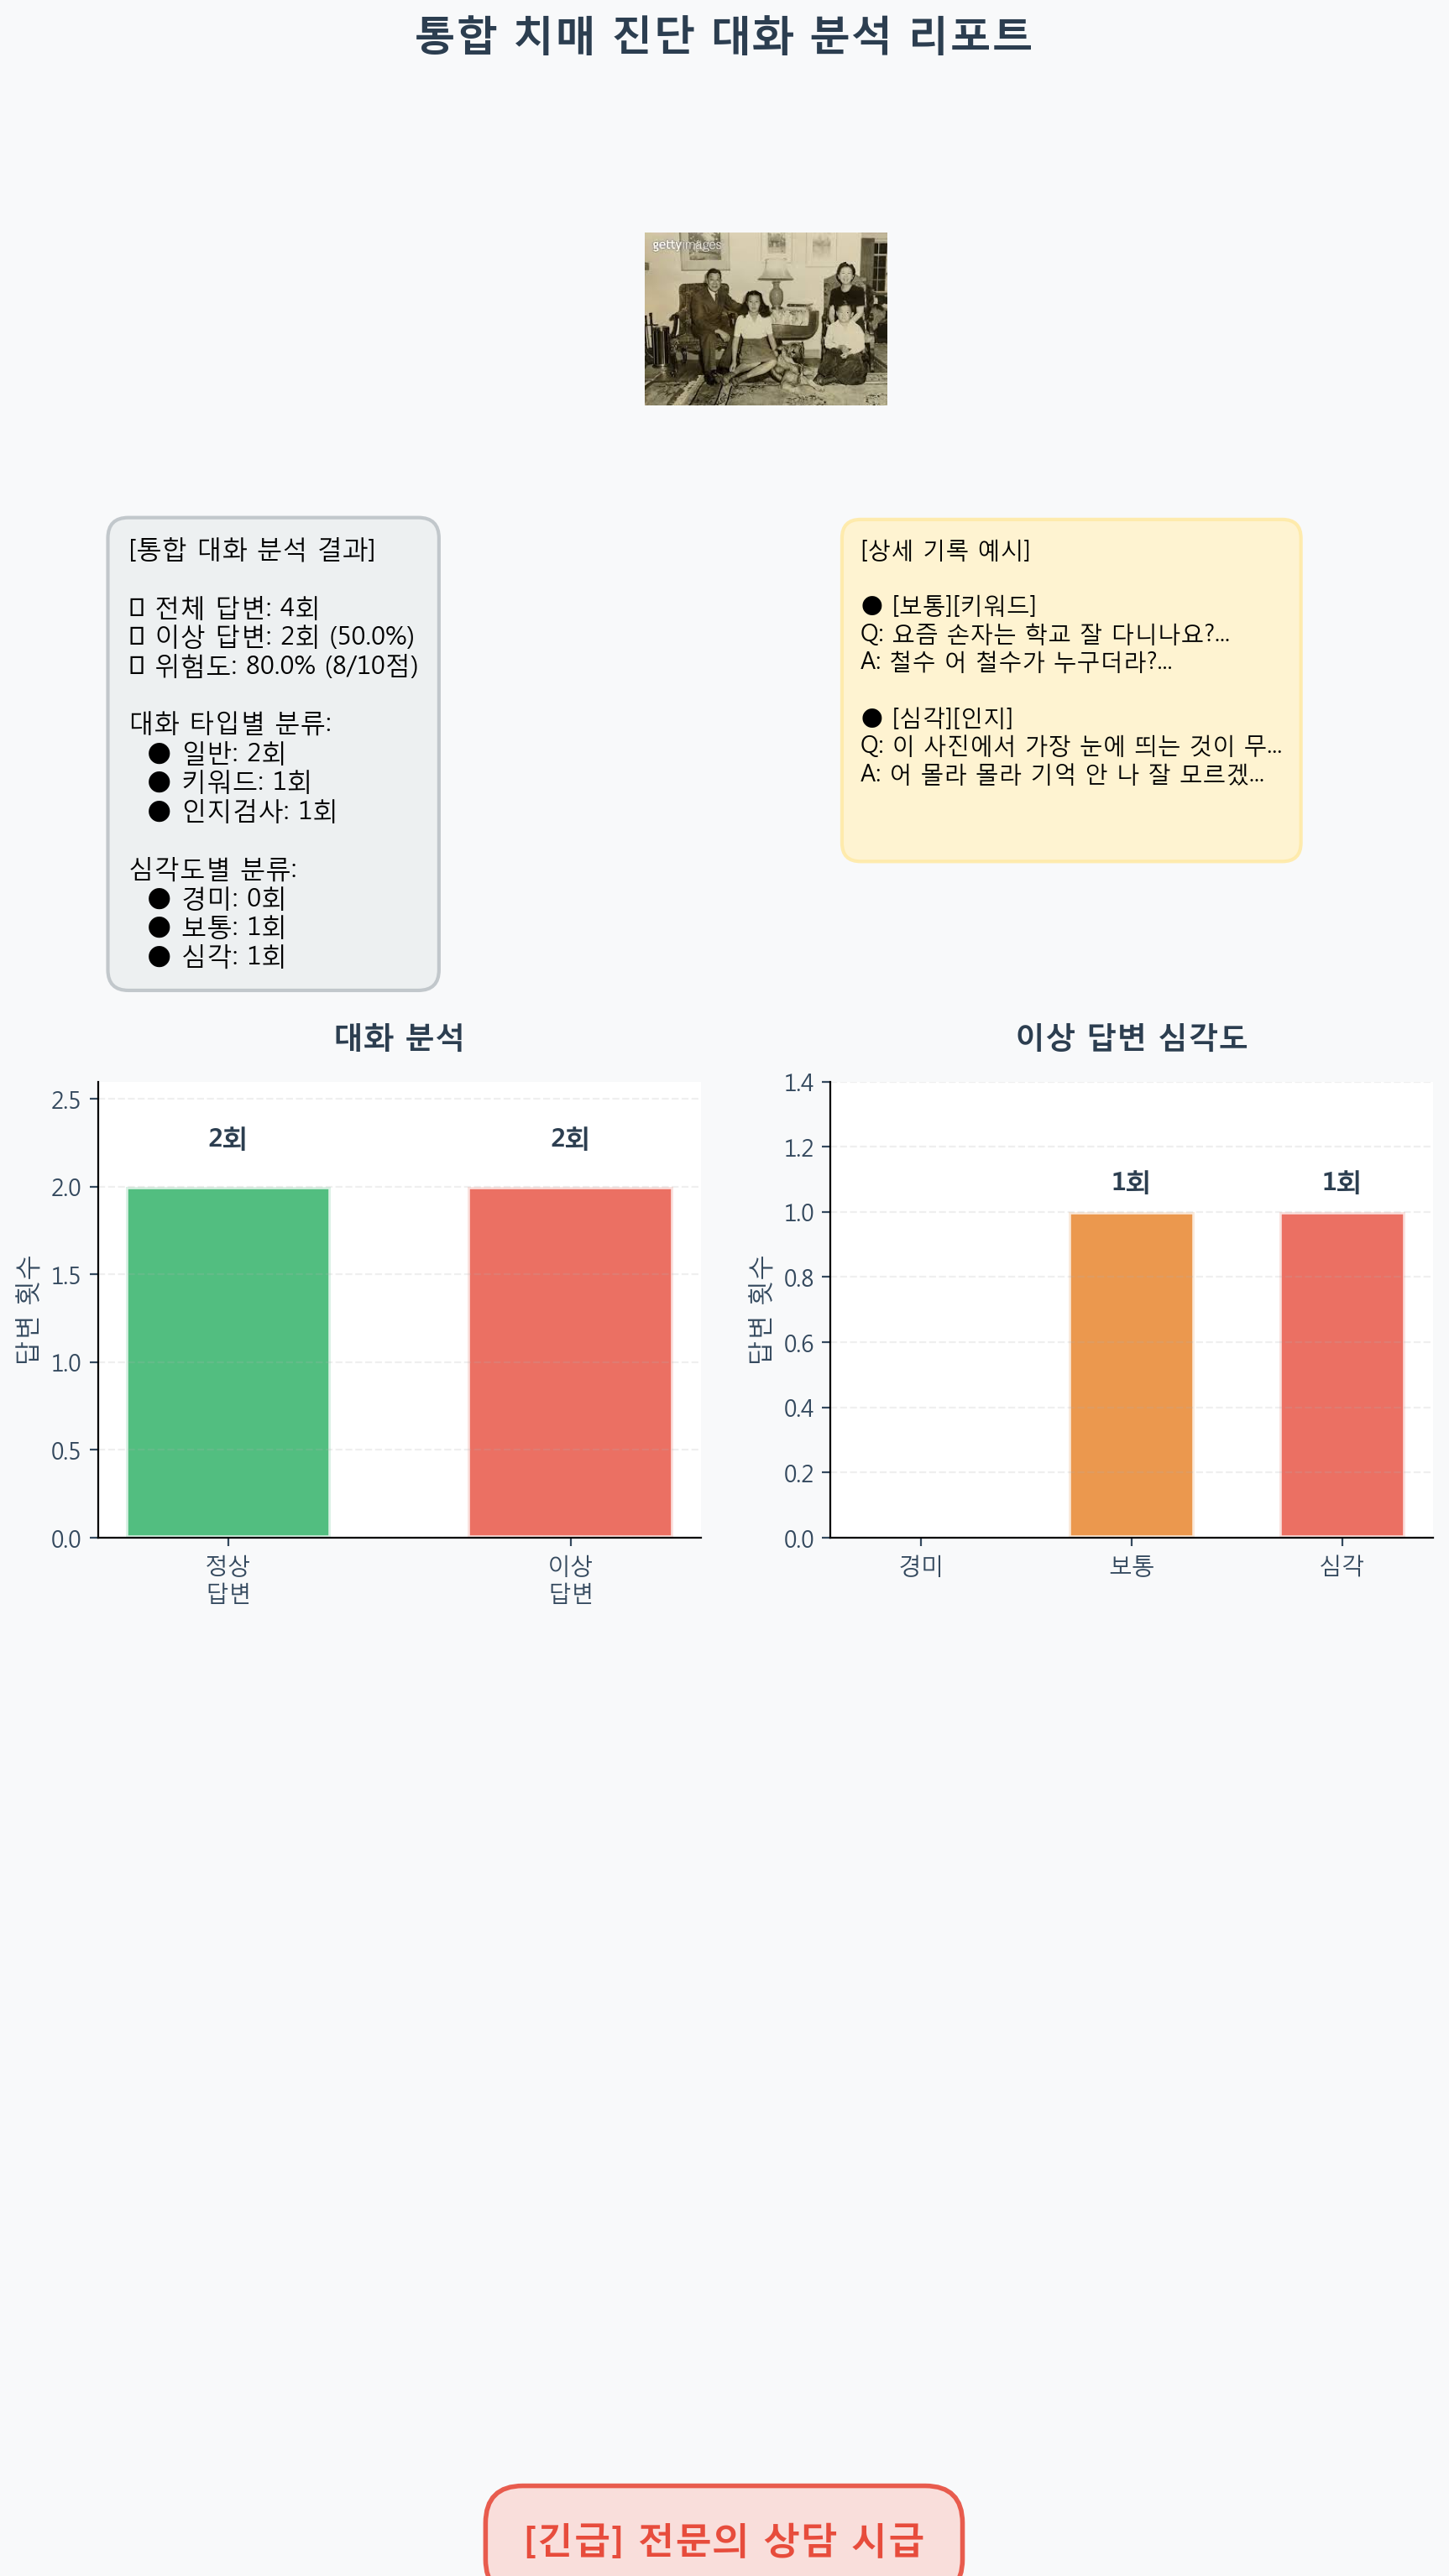 통합 치매 진단 대화 분석 리포트
gettyimages
[통합 대화 분석 결과]
▯ 전체 답변: 4회
▯ 이상 답변: 2회 (50.0%)
▯ 위험도: 80.0% (8/10점)
대화 타입별 분류:
● 일반: 2회
● 키워드: 1회
● 인지검사: 1회
심각도별 분류:
● 경미: 0회
● 보통: 1회
● 심각: 1회
[상세 기록 예시]
● [보통][키워드]
Q: 요즘 손자는 학교 잘 다니나요?...
A: 철수 어 철수가 누구더라?...
● [심각][인지]
Q: 이 사진에서 가장 눈에 띄는 것이 무...
A: 어 몰라 몰라 기억 안 나 잘 모르겠...
대화 분석
답변 횟수
2.5
2.0
1.5
1.0
0.5
0.0
2회
2회
정상
답변
이상
답변
이상 답변 심각도
답변 횟수
1.4
1.2
1.0
0.8
0.6
0.4
0.2
0.0
1회
1회
경미
보통
심각
[긴급] 전문의 상담 시급